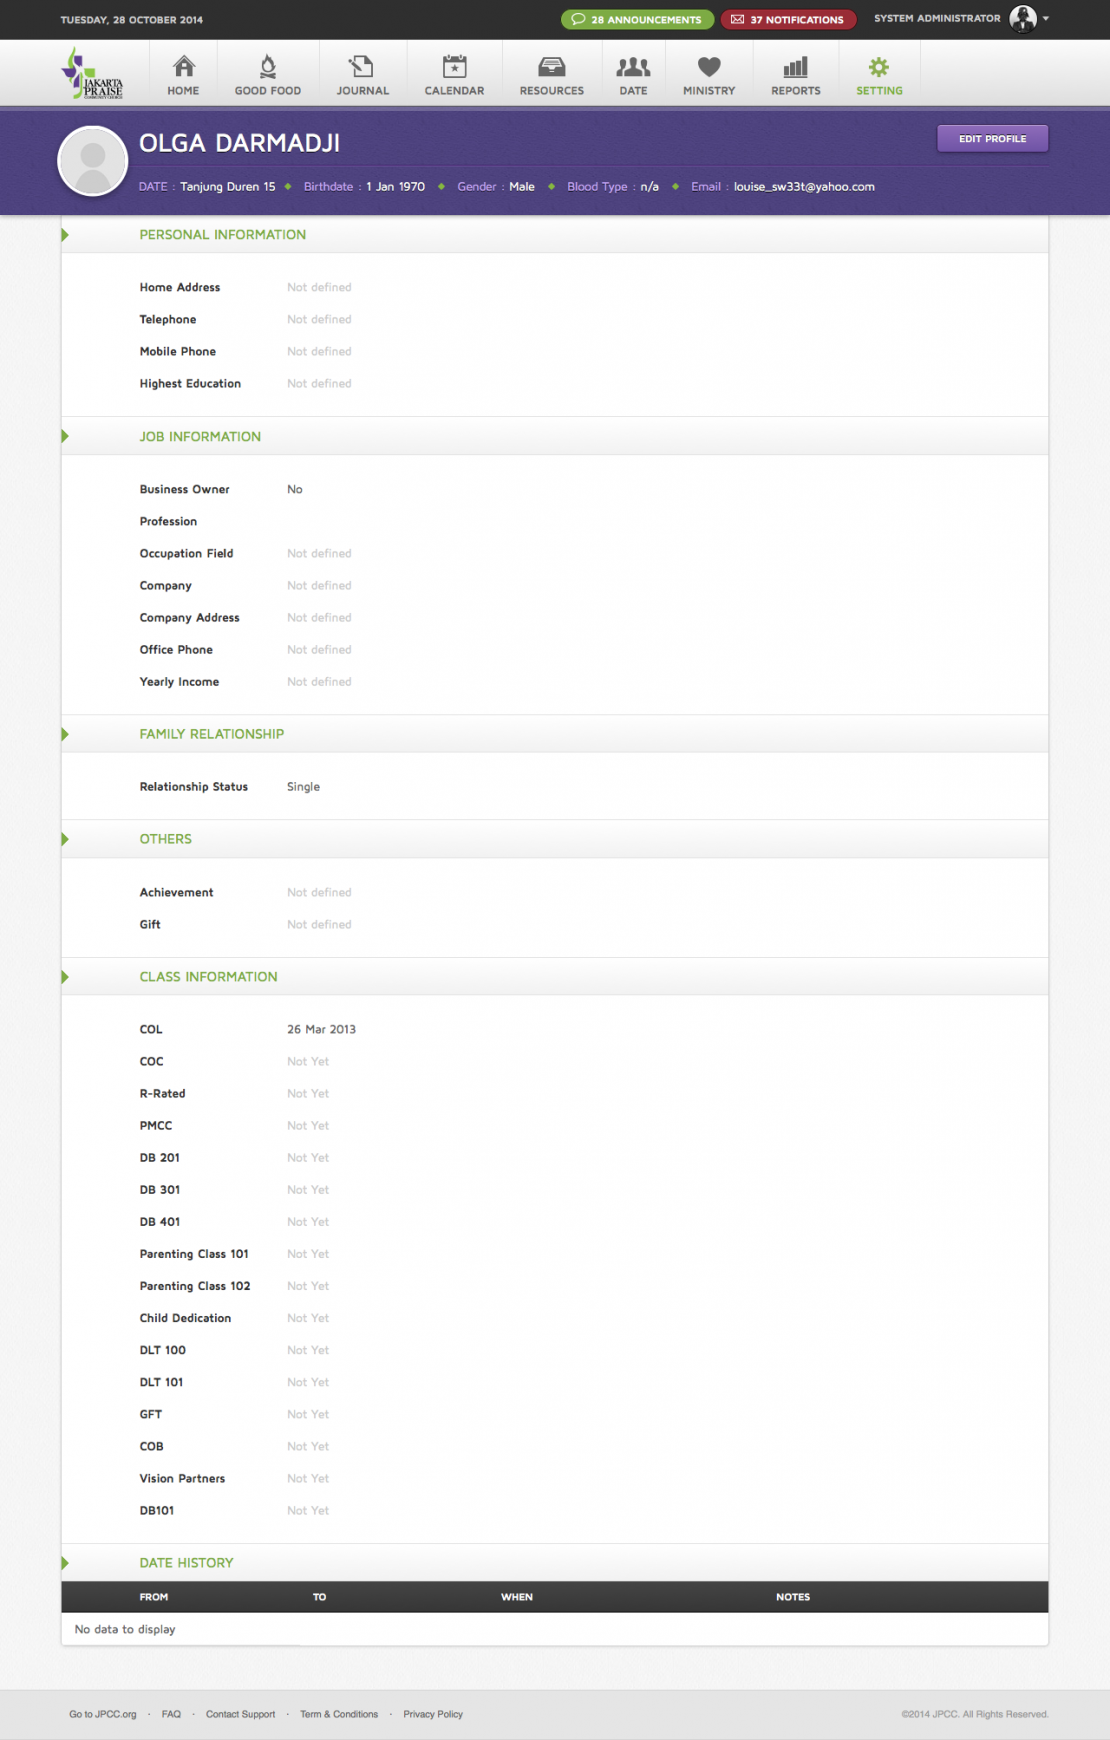 TUESDAY, 28 OCTOBER 2014 28 ANNOUNCEMENTS 37 NOTIFICATIONS SYSTEM ADMINISTRATOR
JAKARTA
PRAISE
COMMUNITY CHURCH
HOME GOOD FOOD JOURNAL CALENDAR RESOURCES DATE MINISTRY REPORTS SETTING
OLGA DARMADJI EDIT PROFILE
DATE : Tanjung Duren 15 ◆ Birthdate : 1 Jan 1970 ◆ Gender : Male ◆ Blood Type : n/a ◆ Email : louise_sw33t@yahoo.com
PERSONAL INFORMATION
Home Address Not defined
Telephone Not defined
Mobile Phone Not defined
Highest Education Not defined
JOB INFORMATION
Business Owner No
Profession
Occupation Field Not defined
Company Not defined
Company Address Not defined
Office Phone Not defined
Yearly Income Not defined
FAMILY RELATIONSHIP
Relationship Status Single
OTHERS
Achievement Not defined
Gift Not defined
CLASS INFORMATION
COL 26 Mar 2013
COC Not Yet
R-Rated Not Yet
PMCC Not Yet
DB 201 Not Yet
DB 301 Not Yet
DB 401 Not Yet
Parenting Class 101 Not Yet
Parenting Class 102 Not Yet
Child Dedication Not Yet
DLT 100 Not Yet
DLT 101 Not Yet
GFT Not Yet
COB Not Yet
Vision Partners Not Yet
DB101 Not Yet
DATE HISTORY
FROM TO WHEN NOTES
No data to display
Go to JPCC.org · FAQ · Contact Support · Term & Conditions · Privacy Policy ©2014 JPCC. All Rights Reserved.